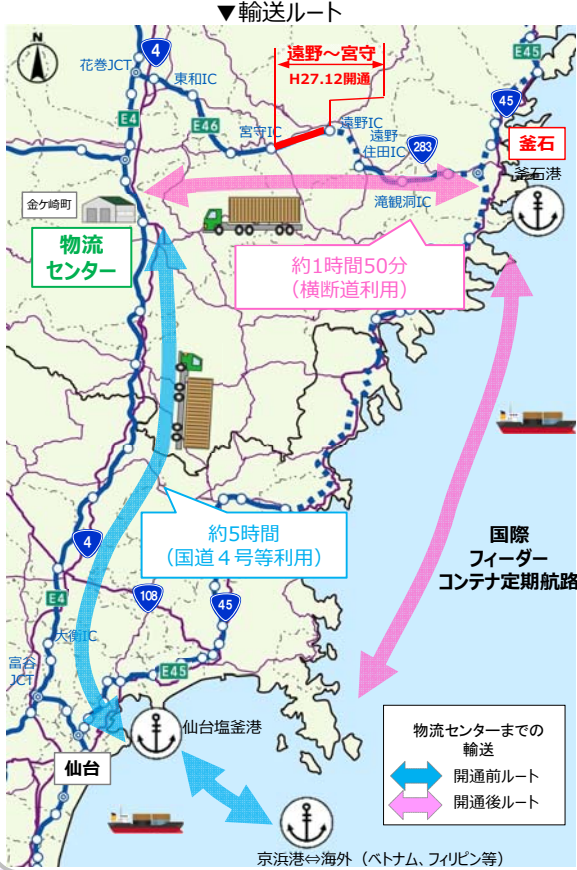 ▼輸送ルート
N
4
E45
花巻JCT
遠野～宮守
H27.12開通
東和IC
E4
E46
宮守IC
遠野IC
遠野
住田IC
45
283
釜石
釜石港
滝観洞IC
金ケ崎町
物流
センター
約1時間50分
（横断道利用）
約5時間
（国道４号等利用）
国際
フィーダー
コンテナ定期航路
4
108
45
E4
大衡IC
富谷
JCT
E45
仙台塩釜港
仙台
物流センターまでの
輸送
開通前ルート
開通後ルート
京浜港⇔海外（ベトナム、フィリピン等）